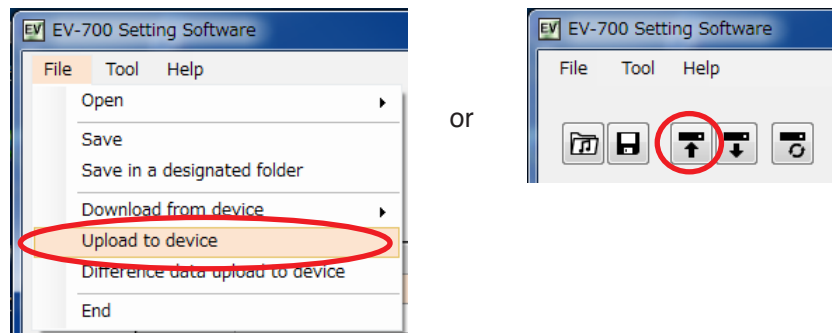 EV EV-700 Setting Software
File Tool Help
Open
Save
Save in a designated folder
Download from device
Upload to device
Difference data upload to device
End
or
EV EV-700 Setting Software
File Tool Help